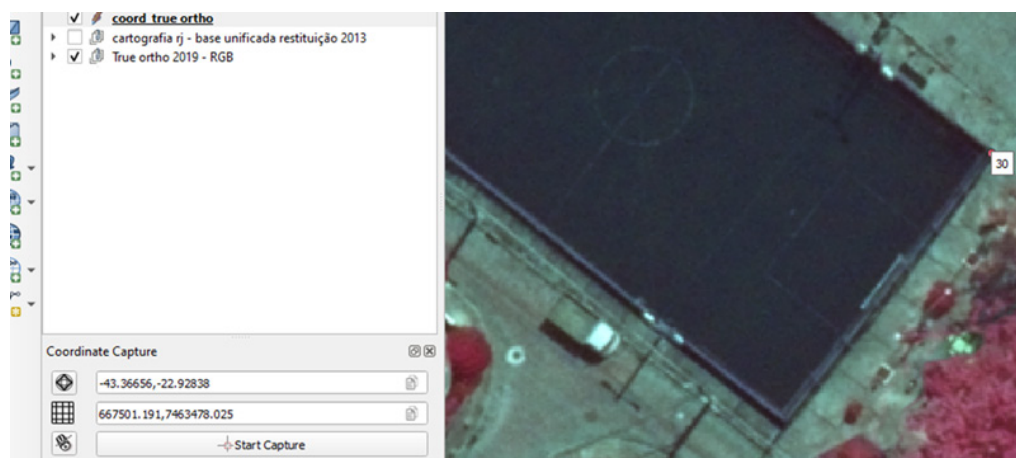 coord_true ortho
cartografia rj - base unificada restituição 2013
True ortho 2019 - RGB
30
Coordinate Capture
-43.36656,-22.92838
667501.191,7463478.025
Start Capture